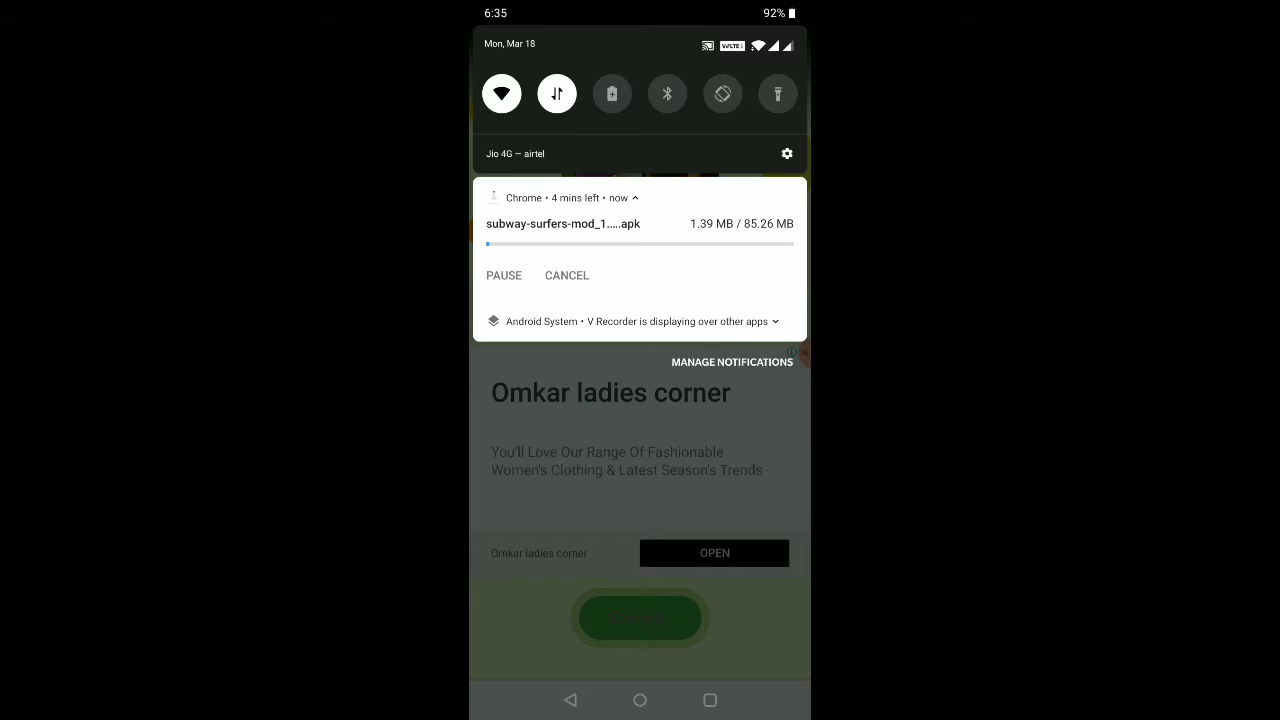 6:35
92%
Mon, Mar 18
VoLTE
Jio 4G — airtel
Chrome • 4 mins left • now
subway-surfers-mod_1.....apk
1.39 MB / 85.26 MB
PAUSE
CANCEL
Android System • V Recorder is displaying over other apps
MANAGE NOTIFICATIONS
Omkar ladies corner
You'll Love Our Range Of Fashionable
Women's Clothing & Latest Season's Trends
Omkar ladies corner
OPEN